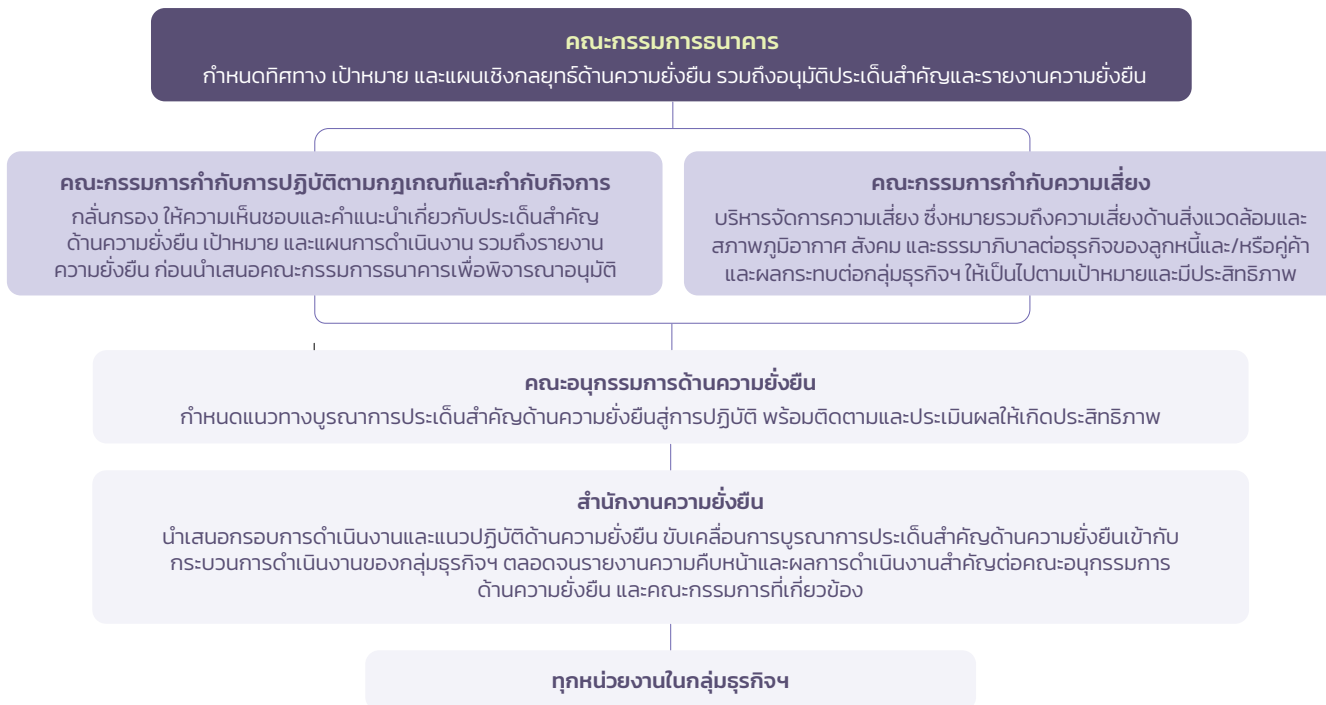 คณะกรรมการธนาคาร
กำหนดทิศทาง เป้าหมาย และแผนเชิงกลยุทธ์ด้านความยั่งยืน รวมถึงอนุมัติประเด็นสำคัญและรายงานความยั่งยืน
คณะกรรมการกำกับการปฏิบัติตามกฎเกณฑ์และกำกับกิจการ
กลั่นกรอง ให้ความเห็นชอบและคำแนะนำเกี่ยวกับประเด็นสำคัญ
ด้านความยั่งยืน เป้าหมาย และแผนการดำเนินงาน รวมถึงรายงาน
ความยั่งยืน ก่อนนำเสนอคณะกรรมการธนาคารเพื่อพิจารณาอนุมัติ
คณะกรรมการกำกับความเสี่ยง
บริหารจัดการความเสี่ยง ซึ่งหมายรวมถึงความเสี่ยงด้านสิ่งแวดล้อมและ
สภาพภูมิอากาศ สังคม และธรรมาภิบาลต่อธุรกิจของลูกหนี้และ/หรือคู่ค้า
และผลกระทบต่อกลุ่มธุรกิจฯ ให้เป็นไปตามเป้าหมายและมีประสิทธิภาพ
คณะอนุกรรมการด้านความยั่งยืน
กำหนดแนวทางบูรณาการประเด็นสำคัญด้านความยั่งยืนสู่การปฏิบัติ พร้อมติดตามและประเมินผลให้เกิดประสิทธิภาพ
สำนักงานความยั่งยืน
นำเสนอกรอบการดำเนินงานและแนวปฏิบัติด้านความยั่งยืน ขับเคลื่อนการบูรณาการประเด็นสำคัญด้านความยั่งยืนเข้ากับ
กระบวนการดำเนินงานของกลุ่มธุรกิจฯ ตลอดจนรายงานความคืบหน้าและผลการดำเนินงานสำคัญต่อคณะอนุกรรมการ
ด้านความยั่งยืน และคณะกรรมการที่เกี่ยวข้อง
ทุกหน่วยงานในกลุ่มธุรกิจฯ